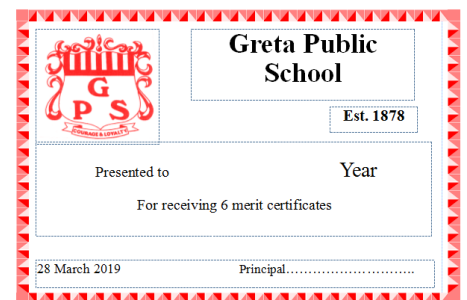 G
P S
COURAGE & LOYALTY
Greta Public
School
Est. 1878
Presented to Year
For receiving 6 merit certificates
28 March 2019 Principal………………………..